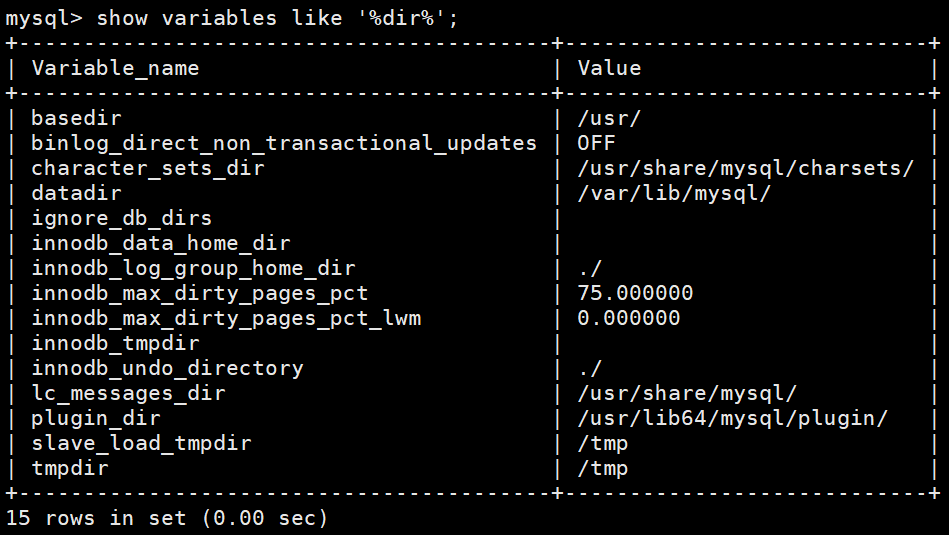 mysql> show variables like '%dir%';
+-----------------------------------------+----------------------------+
| Variable_name                           | Value                      |
+-----------------------------------------+----------------------------+
| basedir                                 | /usr/                      |
| binlog_direct_non_transactional_updates | OFF                        |
| character_sets_dir                      | /usr/share/mysql/charsets/ |
| datadir                                 | /var/lib/mysql/            |
| ignore_db_dirs                          |                            |
| innodb_data_home_dir                    |                            |
| innodb_log_group_home_dir               | ./                         |
| innodb_max_dirty_pages_pct              | 75.000000                  |
| innodb_max_dirty_pages_pct_lwm          | 0.000000                   |
| innodb_tmpdir                           |                            |
| innodb_undo_directory                   | ./                         |
| lc_messages_dir                         | /usr/share/mysql/          |
| plugin_dir                              | /usr/lib64/mysql/plugin/   |
| slave_load_tmpdir                       | /tmp                       |
| tmpdir                                  | /tmp                       |
+-----------------------------------------+----------------------------+
15 rows in set (0.00 sec)